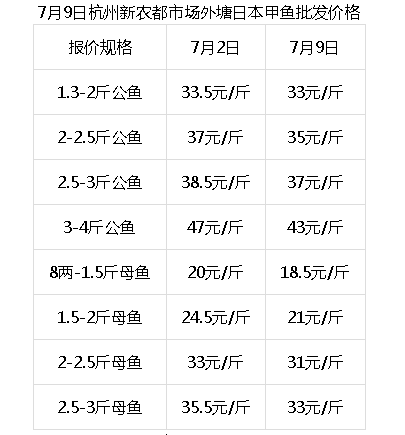 7月9日杭州新农都市场外塘日本甲鱼批发价格
报价规格 7月2日 7月9日
1.3-2斤公鱼 33.5元/斤 33元/斤
2-2.5斤公鱼 37元/斤 35元/斤
2.5-3斤公鱼 38.5元/斤 37元/斤
3-4斤公鱼 47元/斤 43元/斤
8两-1.5斤母鱼 20元/斤 18.5元/斤
1.5-2斤母鱼 24.5元/斤 21元/斤
2-2.5斤母鱼 33元/斤 31元/斤
2.5-3斤母鱼 35.5元/斤 33元/斤